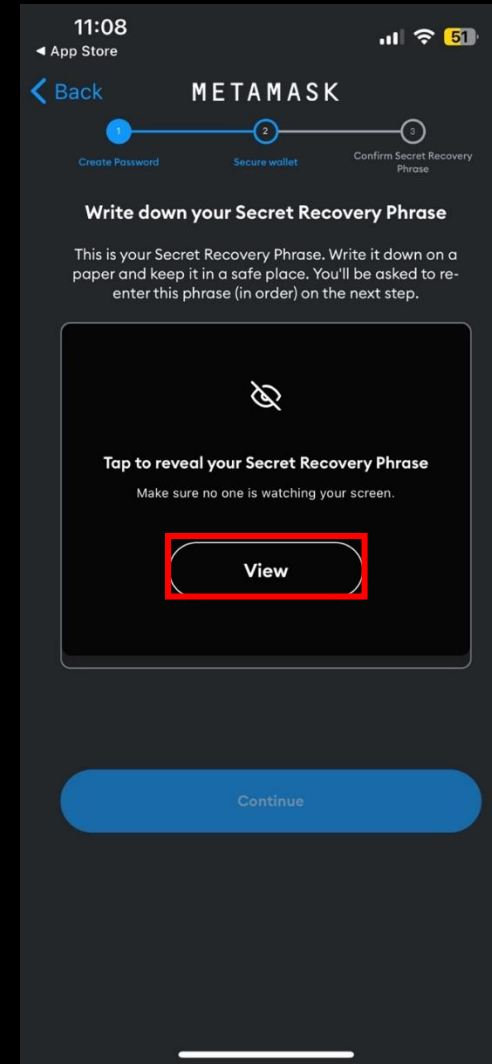 11:08
51
◀ App Store
Back
METAMASK
1
2
3
Create Password
Secure wallet
Confirm Secret Recovery
Phrase
Write down your Secret Recovery Phrase
This is your Secret Recovery Phrase. Write it down on a
paper and keep it in a safe place. You'll be asked to re-
enter this phrase (in order) on the next step.
Tap to reveal your Secret Recovery Phrase
Make sure no one is watching your screen.
View
Continue